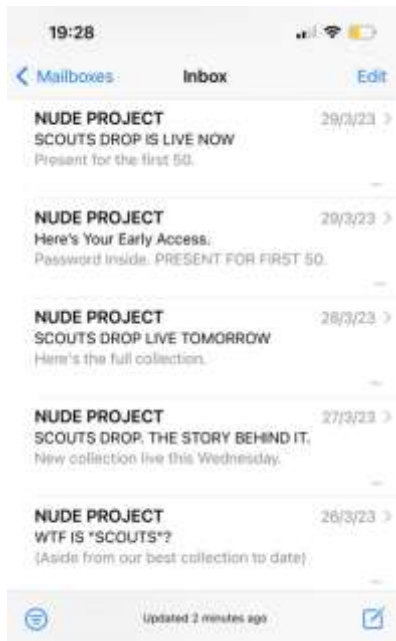 19:28
Mailboxes Inbox Edit
NUDE PROJECT 29/3/23
SCOUTS DROP IS LIVE NOW
Present for the first 50.
NUDE PROJECT 29/3/23
Here's Your Early Access.
Password Inside. PRESENT FOR FIRST 50.
NUDE PROJECT 28/3/23
SCOUTS DROP LIVE TOMORROW
Here's the full collection.
NUDE PROJECT 27/3/23
SCOUTS DROP. THE STORY BEHIND IT.
New collection live this Wednesday.
NUDE PROJECT 26/3/23
WTF IS "SCOUTS"?
(Aside from our best collection to date)
Updated 2 minutes ago